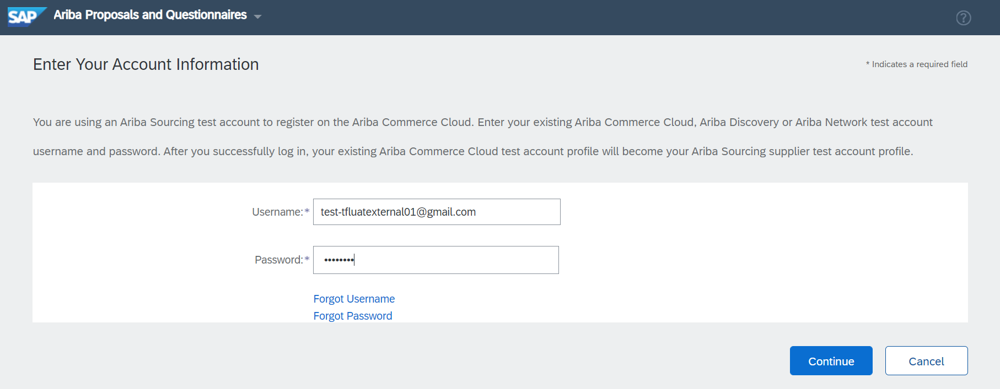 SAP Ariba Proposals and Questionnaires
?
Enter Your Account Information
* Indicates a required field
You are using an Ariba Sourcing test account to register on the Ariba Commerce Cloud. Enter your existing Ariba Commerce Cloud, Ariba Discovery or Ariba Network test account
username and password. After you successfully log in, your existing Ariba Commerce Cloud test account profile will become your Ariba Sourcing supplier test account profile.
Username:* test-tfluatexternal01@gmail.com
Password:* ••••••••
Forgot Username
Forgot Password
Continue Cancel